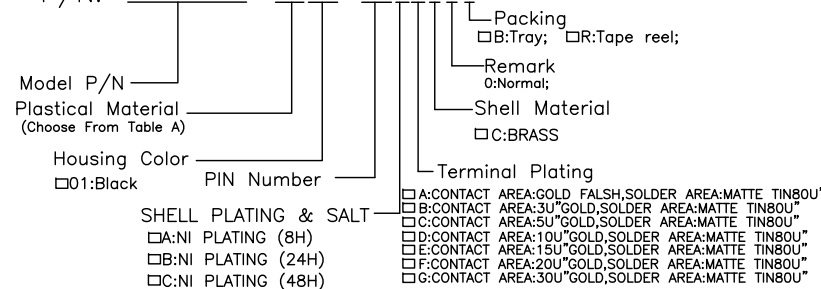 Packing
□B:Tray; □R:Tape reel;
Model P/N
Remark
0:Normal;
Plastical Material
(Choose From Table A)
Shell Material
□C:BRASS
Housing Color
□01:Black
PIN Number
Terminal Plating
□A:CONTACT AREA:GOLD FALSH,SOLDER AREA:MATTE TIN80U"
□B:CONTACT AREA:3U"GOLD,SOLDER AREA:MATTE TIN80U"
□C:CONTACT AREA:5U"GOLD,SOLDER AREA:MATTE TIN80U"
□D:CONTACT AREA:10U"GOLD,SOLDER AREA:MATTE TIN80U"
□E:CONTACT AREA:15U"GOLD,SOLDER AREA:MATTE TIN80U"
□F:CONTACT AREA:20U"GOLD,SOLDER AREA:MATTE TIN80U"
□G:CONTACT AREA:30U"GOLD,SOLDER AREA:MATTE TIN80U"
SHELL PLATING & SALT
□A:NI PLATING (8H)
□B:NI PLATING (24H)
□C:NI PLATING (48H)